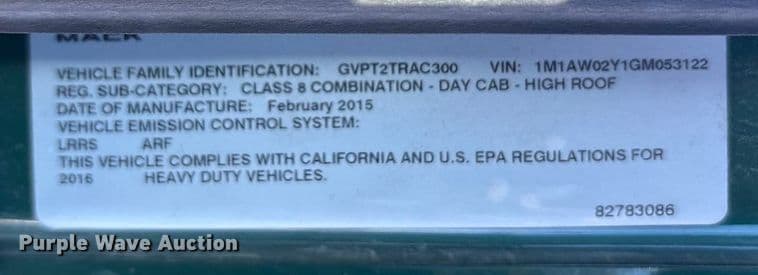 MACK
VEHICLE FAMILY IDENTIFICATION: GVPT2TRAC300 VIN: 1M1AW02Y1GM053122
REG. SUB-CATEGORY: CLASS 8 COMBINATION - DAY CAB - HIGH ROOF
DATE OF MANUFACTURE: February 2015
VEHICLE EMISSION CONTROL SYSTEM:
LRRS ARF
THIS VEHICLE COMPLIES WITH CALIFORNIA AND U.S. EPA REGULATIONS FOR
2016 HEAVY DUTY VEHICLES.
82783086
Purple Wave Auction